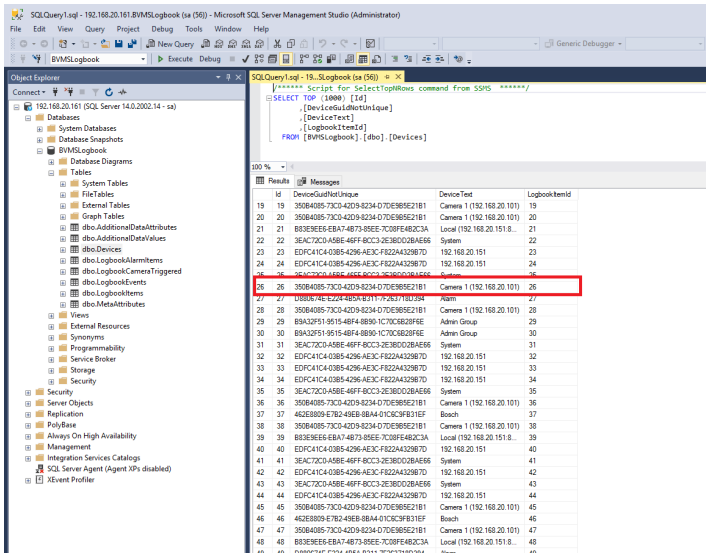 SQLQuery1.sql - 192.168.20.161.BVMSLogbook (sa (56)) - Microsoft SQL Server Management Studio (Administrator)
File Edit View Query Project Debug Tools Window Help
New Query Generic Debugger
BVMSLogbook Execute Debug
Object Explorer
Connect
192.168.20.161 (SQL Server 14.0.2002.14 - sa)
Databases
System Databases
Database Snapshots
BVMSLogbook
Database Diagrams
Tables
System Tables
FileTables
External Tables
Graph Tables
dbo.AdditionalDataAttributes
dbo.AdditionalDataValues
dbo.Devices
dbo.LogbookAlarmItems
dbo.LogbookCameraTriggered
dbo.LogbookEvents
dbo.LogbookItems
dbo.MetaAttributes
Views
External Resources
Synonyms
Programmability
Service Broker
Storage
Security
Security
Server Objects
Replication
PolyBase
Always On High Availability
Management
Integration Services Catalogs
SQL Server Agent (Agent XPs disabled)
XEvent Profiler
SQLQuery1.sql - 19...SLogbook (sa (56))
/****** Script for SelectTopNRows command from SSMS ******/
SELECT TOP (1000) [Id]
,[DeviceGuidNotUnique]
,[DeviceText]
,[LogbookItemId]
FROM [BVMSLogbook].[dbo].[Devices]
100 %
Results Messages
Id DeviceGuidNotUnique DeviceText LogbookItemId
19 19 350B4085-73C0-42D9-8234-D7DE9B5E21B1 Camera 1 (192.168.20.101) 19
20 20 350B4085-73C0-42D9-8234-D7DE9B5E21B1 Camera 1 (192.168.20.101) 20
21 21 B83E9EE6-EBA7-4B73-85EE-7C08FE4B2C3A Local (192.168.20.151:8... 21
22 22 3EAC72C0-A5BE-46FF-BCC3-2E3BDD2BAE66 System 22
23 23 EDFC41C4-03B5-4296-AE3C-F822A4329B7D 192.168.20.151 23
24 24 EDFC41C4-03B5-4296-AE3C-F822A4329B7D 192.168.20.151 24
25 25 3EAC72C0-A5BE-46FF-BCC3-2E3BDD2BAE66 System 25
26 26 350B4085-73C0-42D9-8234-D7DE9B5E21B1 Camera 1 (192.168.20.101) 26
27 27 D880674E-E224-4B5A-B311-7F263718D394 Alarm 27
28 28 350B4085-73C0-42D9-8234-D7DE9B5E21B1 Camera 1 (192.168.20.101) 28
29 29 B9A32F51-9515-4BF4-8B90-1C70C6B28F6E Admin Group 29
30 30 B9A32F51-9515-4BF4-8B90-1C70C6B28F6E Admin Group 30
31 31 3EAC72C0-A5BE-46FF-BCC3-2E3BDD2BAE66 System 31
32 32 EDFC41C4-03B5-4296-AE3C-F822A4329B7D 192.168.20.151 32
33 33 EDFC41C4-03B5-4296-AE3C-F822A4329B7D 192.168.20.151 33
34 34 EDFC41C4-03B5-4296-AE3C-F822A4329B7D 192.168.20.151 34
35 35 3EAC72C0-A5BE-46FF-BCC3-2E3BDD2BAE66 System 35
36 36 350B4085-73C0-42D9-8234-D7DE9B5E21B1 Camera 1 (192.168.20.101) 36
37 37 462E8809-E7B2-49EB-8BA4-01C6C9FB31EF Bosch 37
38 38 350B4085-73C0-42D9-8234-D7DE9B5E21B1 Camera 1 (192.168.20.101) 38
39 39 B83E9EE6-EBA7-4B73-85EE-7C08FE4B2C3A Local (192.168.20.151:8... 39
40 40 EDFC41C4-03B5-4296-AE3C-F822A4329B7D 192.168.20.151 40
41 41 3EAC72C0-A5BE-46FF-BCC3-2E3BDD2BAE66 System 41
42 42 EDFC41C4-03B5-4296-AE3C-F822A4329B7D 192.168.20.151 42
43 43 3EAC72C0-A5BE-46FF-BCC3-2E3BDD2BAE66 System 43
44 44 EDFC41C4-03B5-4296-AE3C-F822A4329B7D 192.168.20.151 44
45 45 350B4085-73C0-42D9-8234-D7DE9B5E21B1 Camera 1 (192.168.20.101) 45
46 46 462E8809-E7B2-49EB-8BA4-01C6C9FB31EF Bosch 46
47 47 350B4085-73C0-42D9-8234-D7DE9B5E21B1 Camera 1 (192.168.20.101) 47
48 48 B83E9EE6-EBA7-4B73-85EE-7C08FE4B2C3A Local (192.168.20.151:8... 48